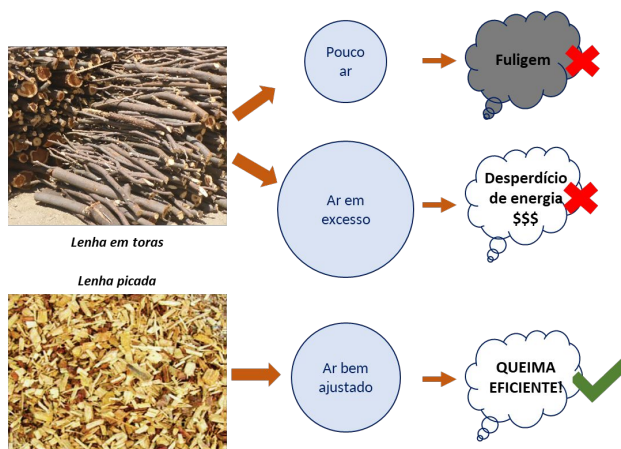 Pouco
ar
Fuligem
Ar em
excesso
Desperdício
de energia
$$$
Lenha em toras
Lenha picada
Ar bem
ajustado
QUEIMA
EFICIENTE!